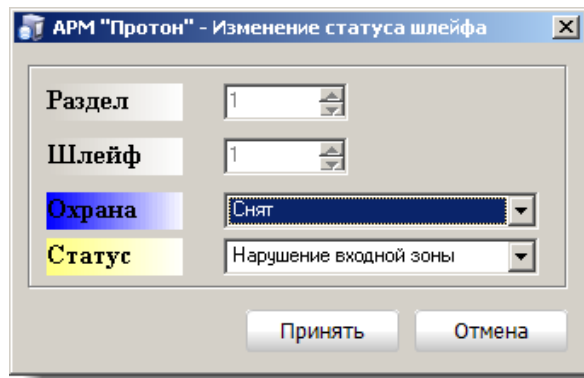 АРМ "Протон" - Изменение статуса шлейфа
Раздел 1
Шлейф 1
Охрана Снят
Статус Нарушение входной зоны
Принять Отмена